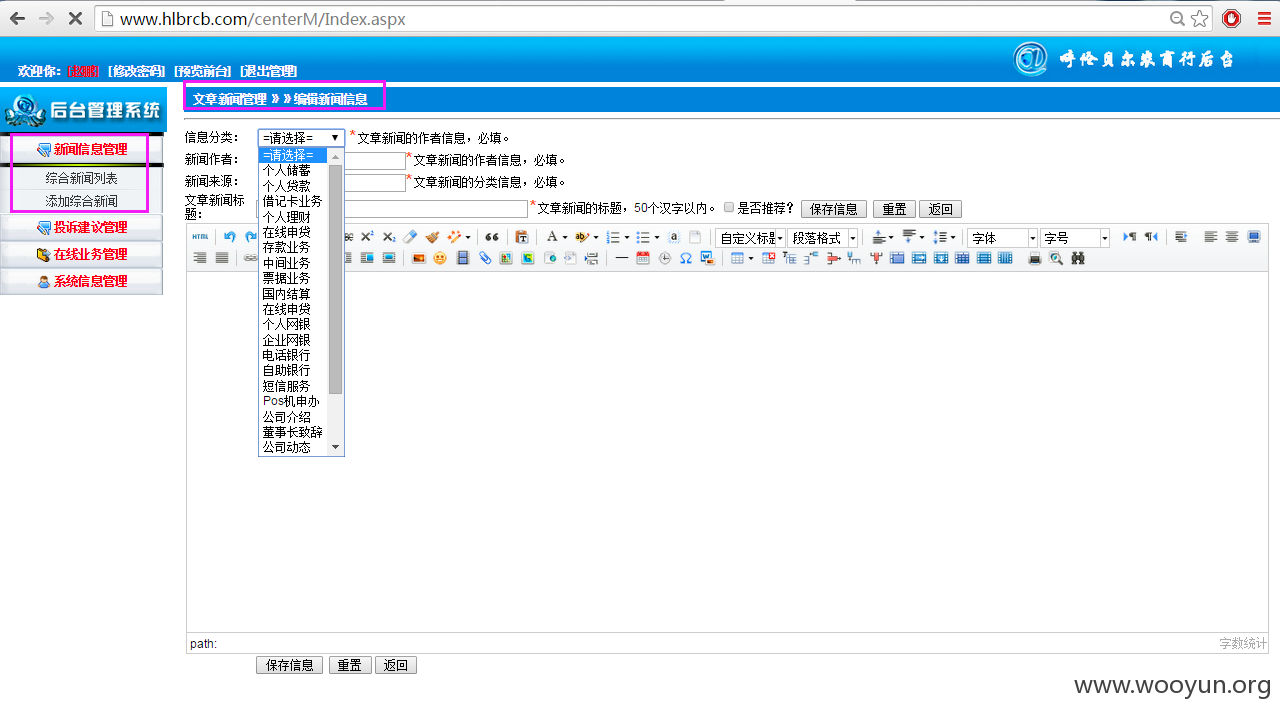 www.hlbrcb.com/centerM/Index.aspx
呼伦贝尔农商行后台
欢迎你: [赵鹏] [修改密码] [预览前台] [退出管理]
后台管理系统
文章新闻管理 》》编辑新闻信息
新闻信息管理
综合新闻列表
添加综合新闻
投诉建议管理
在线业务管理
系统信息管理
信息分类: =请选择= *文章新闻的作者信息，必填。
新闻作者: *文章新闻的作者信息，必填。
新闻来源: *文章新闻的分类信息，必填。
文章新闻标题: *文章新闻的标题，50个汉字以内。 是否推荐? 保存信息 重置 返回
=请选择=
个人储蓄
个人贷款
借记卡业务
个人理财
在线申贷
存款业务
中间业务
票据业务
国内结算
在线申贷
个人网银
企业网银
电话银行
自助银行
短信服务
Pos机申办
公司介绍
董事长致辞
公司动态
HTML 自定义标题 段落格式 字体 字号
path: 字数统计
保存信息 重置 返回
www.wooyun.org